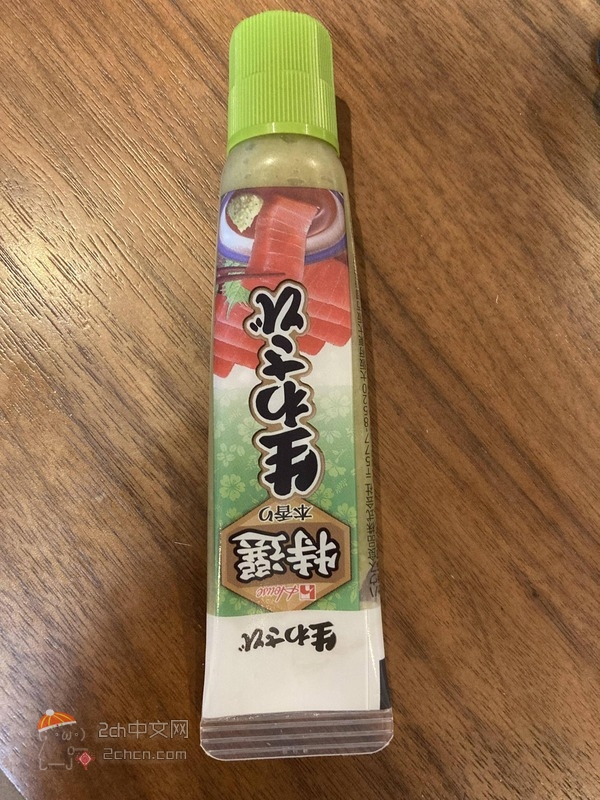 House
特選
本香り
生わさび
生わさび
2ch中文网
2chcn.com